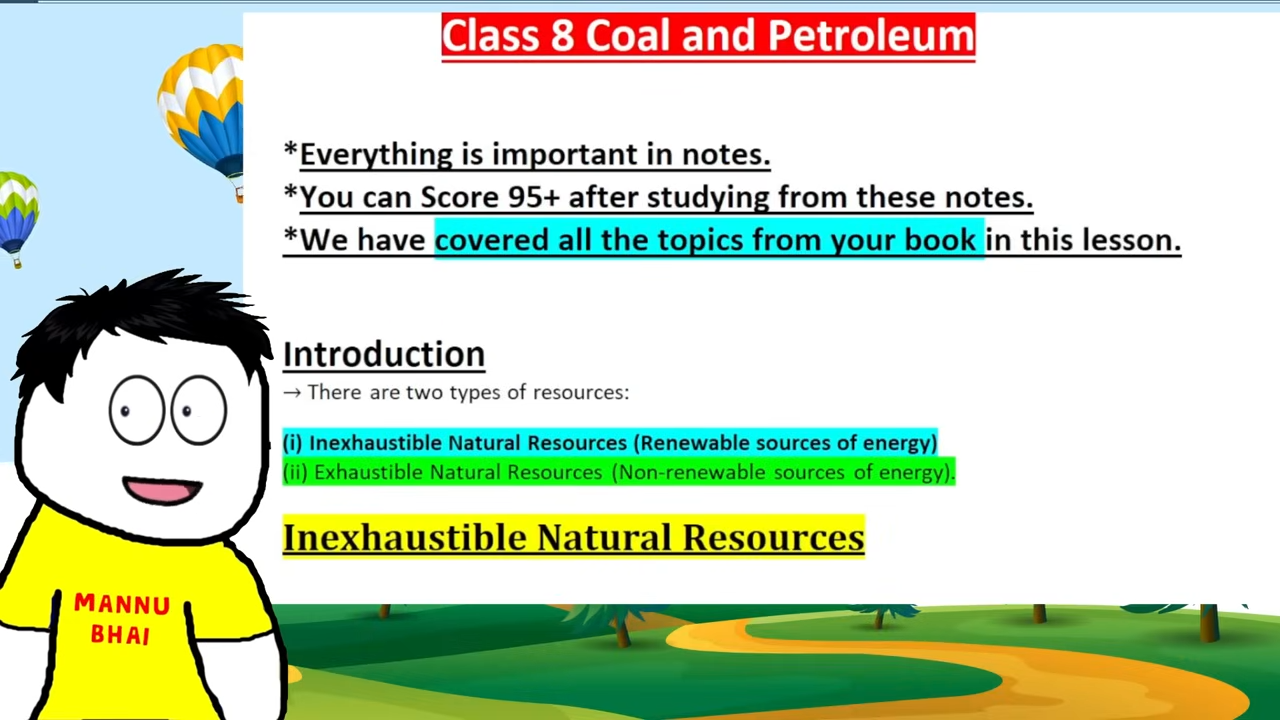 Class 8 Coal and Petroleum
*Everything is important in notes.
*You can Score 95+ after studying from these notes.
*We have covered all the topics from your book in this lesson.
Introduction
→ There are two types of resources:
(i) Inexhaustible Natural Resources (Renewable sources of energy)
(ii) Exhaustible Natural Resources (Non-renewable sources of energy).
Inexhaustible Natural Resources
MANNU
BHAI